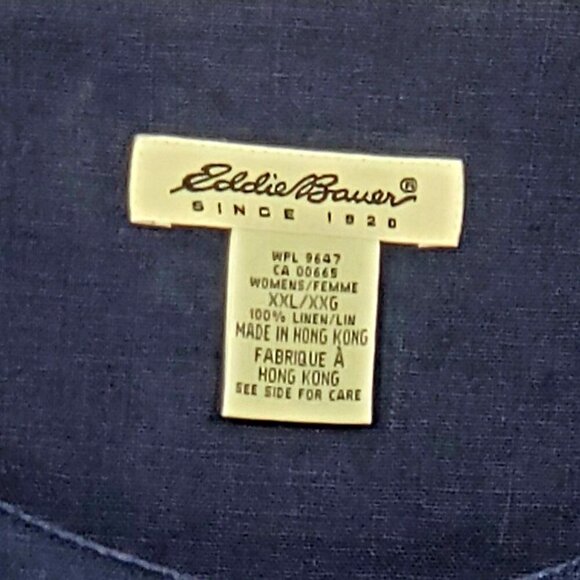 Eddie Bauer®
SINCE 1920
WPL 9647
CA 00665
WOMENS/FEMME
XXL/XXG
100% LINEN/LIN
MADE IN HONG KONG
FABRIQUE À
HONG KONG
SEE SIDE FOR CARE